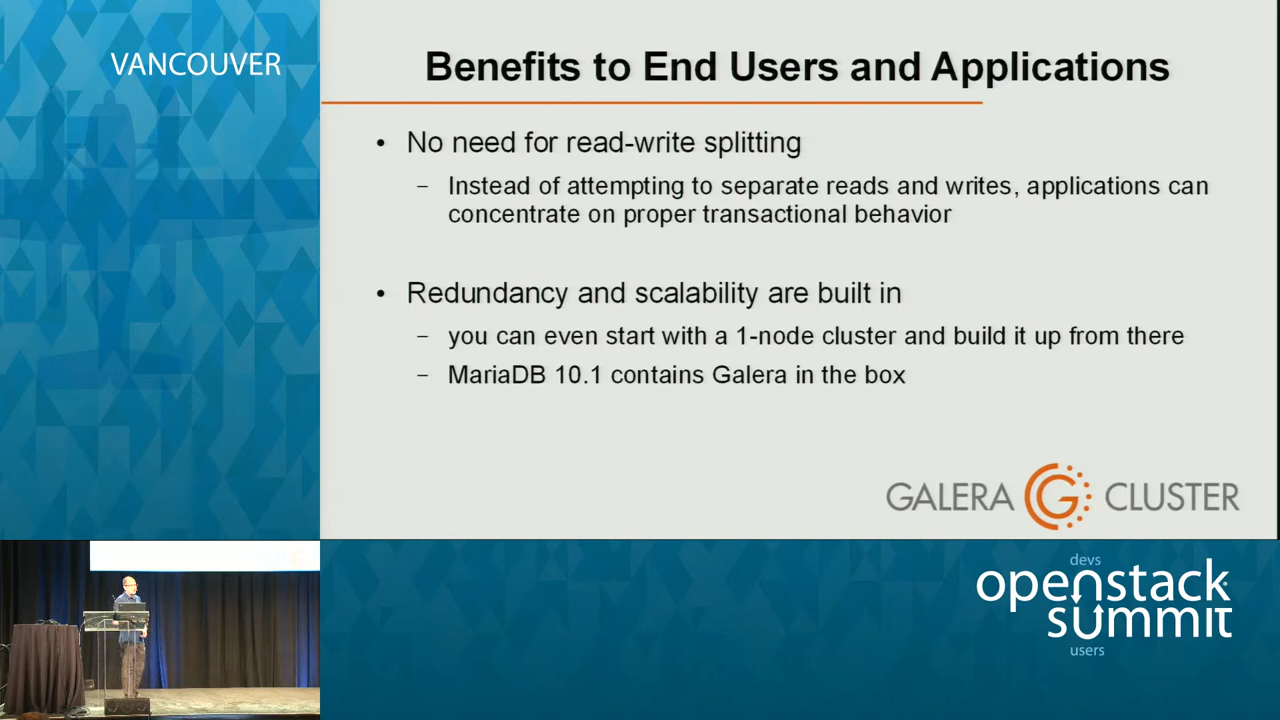 VANCOUVER
Benefits to End Users and Applications
• No need for read-write splitting
– Instead of attempting to separate reads and writes, applications can
concentrate on proper transactional behavior
• Redundancy and scalability are built in
– you can even start with a 1-node cluster and build it up from there
– MariaDB 10.1 contains Galera in the box
GALERA CLUSTER
devs
openstack
summit
users